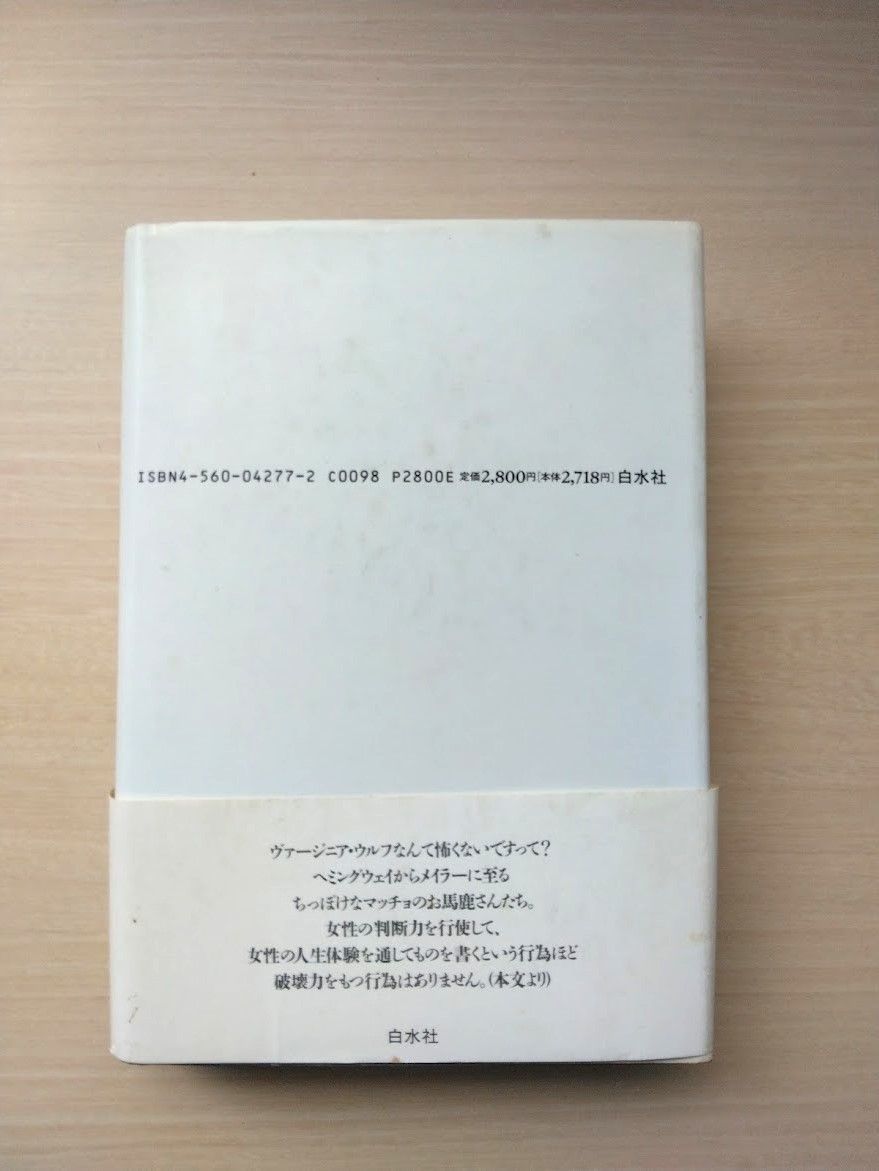 ISBN4-560-04277-2 C0098 P2800E 定価2,800円[本体2,718円] 白水社
ヴァージニア・ウルフなんて怖くないですって?
ヘミングウェイからメイラーに至る
ちっぽけなマッチョのお馬鹿さんたち。
女性の判断力を行使して、
女性の人生体験を通してものを書くという行為ほど
破壊力をもつ行為はありません。(本文より)
白水社